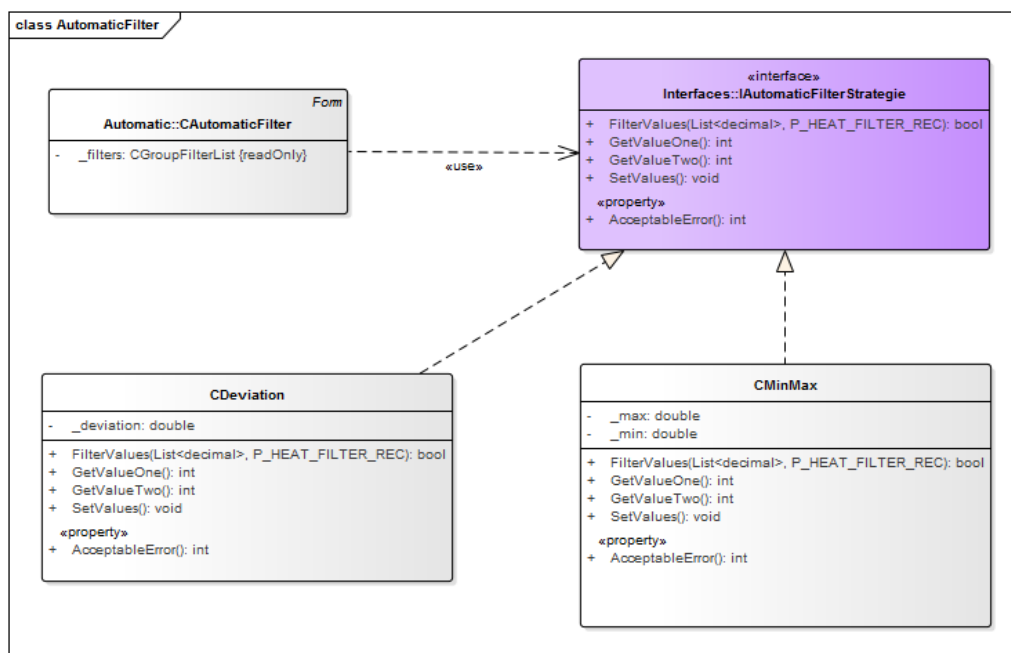 class AutomaticFilter
Form
Automatic::CAutomaticFilter
- _filters: CGroupFilterList {readOnly}
«use»
«interface»
Interfaces::IAutomaticFilterStrategie
+ FilterValues(List<decimal>, P_HEAT_FILTER_REC): bool
+ GetValueOne(): int
+ GetValueTwo(): int
+ SetValues(): void
«property»
+ AcceptableError(): int
CDeviation
- _deviation: double
+ FilterValues(List<decimal>, P_HEAT_FILTER_REC): bool
+ GetValueOne(): int
+ GetValueTwo(): int
+ SetValues(): void
«property»
+ AcceptableError(): int
CMinMax
- _max: double
- _min: double
+ FilterValues(List<decimal>, P_HEAT_FILTER_REC): bool
+ GetValueOne(): int
+ GetValueTwo(): int
+ SetValues(): void
«property»
+ AcceptableError(): int